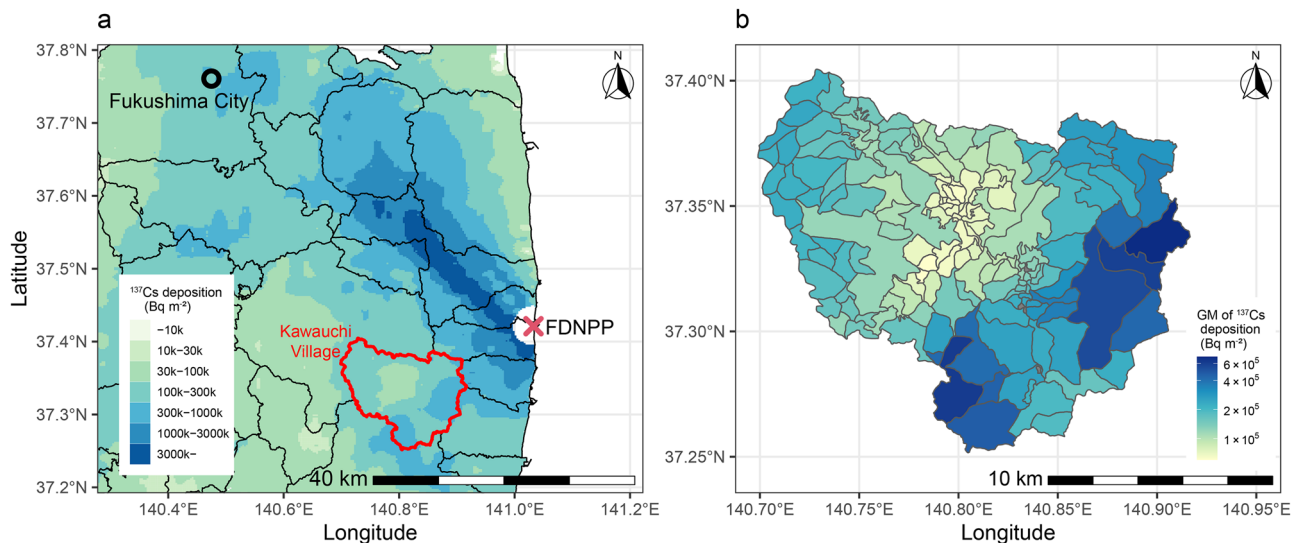 a
37.8°N
37.7°N
37.6°N
37.5°N
37.4°N
37.3°N
37.2°N
Latitude
Fukushima City
N
FDNPP
Kawauchi
Village
¹³⁷Cs deposition
(Bq m⁻²)
−10k
10k−30k
30k−100k
100k−300k
300k−1000k
1000k−3000k
3000k−
40 km
140.4°E
140.6°E
140.8°E
141.0°E
141.2°E
Longitude
b
37.40°N
37.35°N
37.30°N
37.25°N
N
GM of ¹³⁷Cs
deposition
(Bq m⁻²)
6 × 10⁵
4 × 10⁵
2 × 10⁵
1 × 10⁵
10 km
140.70°E
140.75°E
140.80°E
140.85°E
140.90°E
140.95°E
Longitude